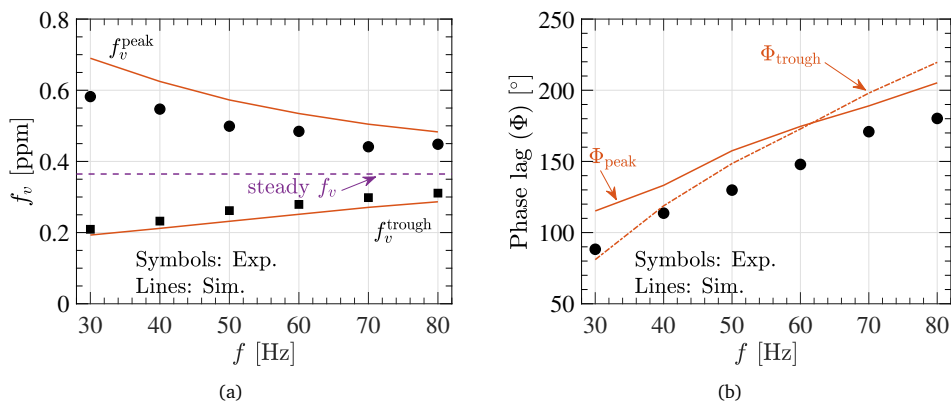 0.8
0.6
0.4
0.2
0
f_v [ppm]
f_v^peak
steady f_v
f_v^trough
Symbols: Exp.
Lines: Sim.
30 40 50 60 70 80
f [Hz]
(a)
250
200
150
100
50
Phase lag (Φ) [°]
Φ_trough
Φ_peak
Symbols: Exp.
Lines: Sim.
30 40 50 60 70 80
f [Hz]
(b)